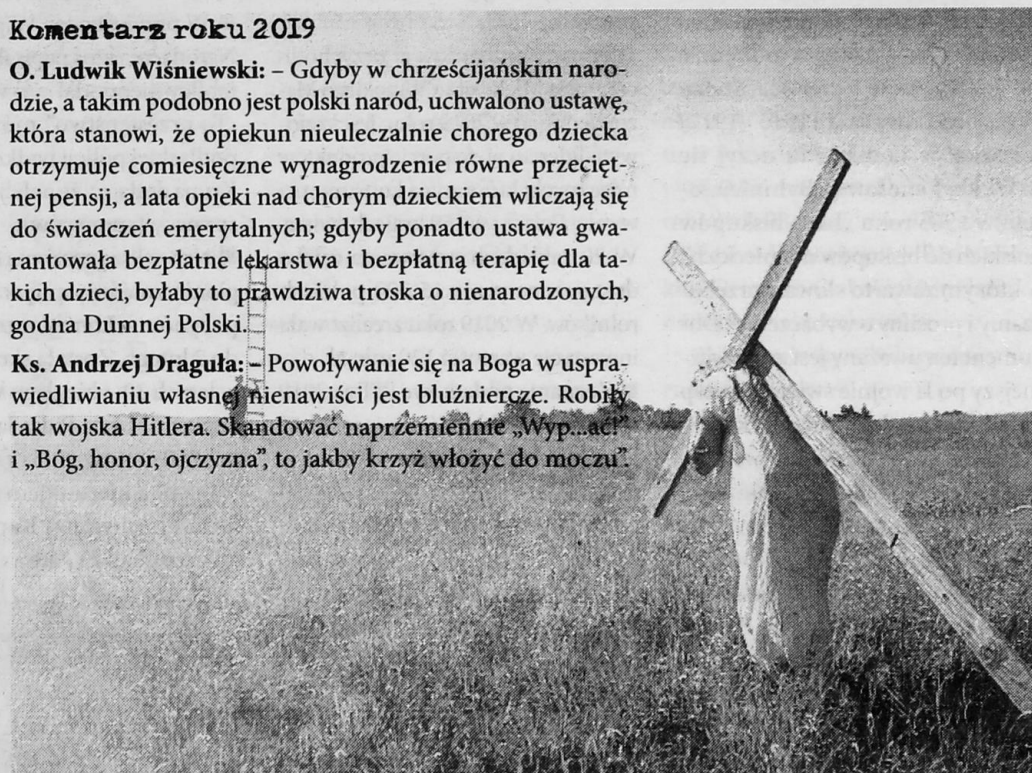 Komentarz roku 2019
O. Ludwik Wiśniewski: – Gdyby w chrześcijańskim naro-
dzie, a takim podobno jest polski naród, uchwalono ustawę,
która stanowi, że opiekun nieuleczalnie chorego dziecka
otrzymuje comiesięczne wynagrodzenie równe przecięt-
nej pensji, a lata opieki nad chorym dzieckiem wliczają się
do świadczeń emerytalnych; gdyby ponadto ustawa gwa-
rantowała bezpłatne lekarstwa i bezpłatną terapię dla ta-
kich dzieci, byłaby to prawdziwa troska o nienarodzonych,
godna Dumnej Polski.
Ks. Andrzej Draguła: – Powoływanie się na Boga w uspra-
wiedliwianiu własnej nienawiści jest bluźniercze. Robiły
tak wojska Hitlera. Skandować naprzemiennie „Wyp...ać!”
i „Bóg, honor, ojczyzna”, to jakby krzyż włożyć do moczu”.